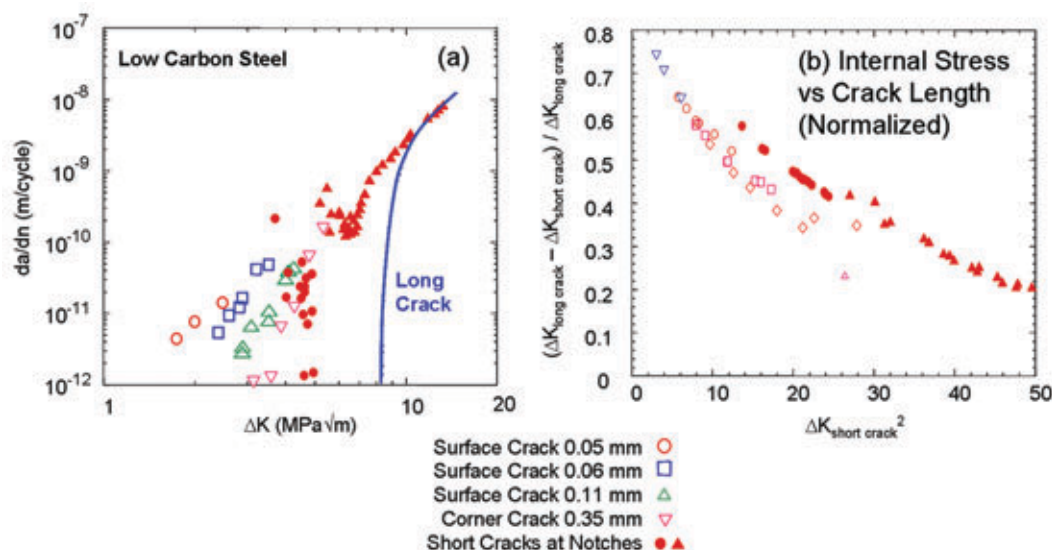 Low Carbon Steel
(a)
10-7
10-8
10-9
10-10
10-11
10-12
da/dn (m/cycle)
Long
Crack
1
10
20
ΔK (MPa√m)
(b) Internal Stress
vs Crack Length
(Normalized)
0.8
0.7
0.6
0.5
0.4
0.3
0.2
0.1
0
(ΔKlong crack – ΔKshort crack) / ΔKlong crack
0
10
20
30
40
50
ΔKshort crack2
Surface Crack 0.05 mm
Surface Crack 0.06 mm
Surface Crack 0.11 mm
Corner Crack 0.35 mm
Short Cracks at Notches